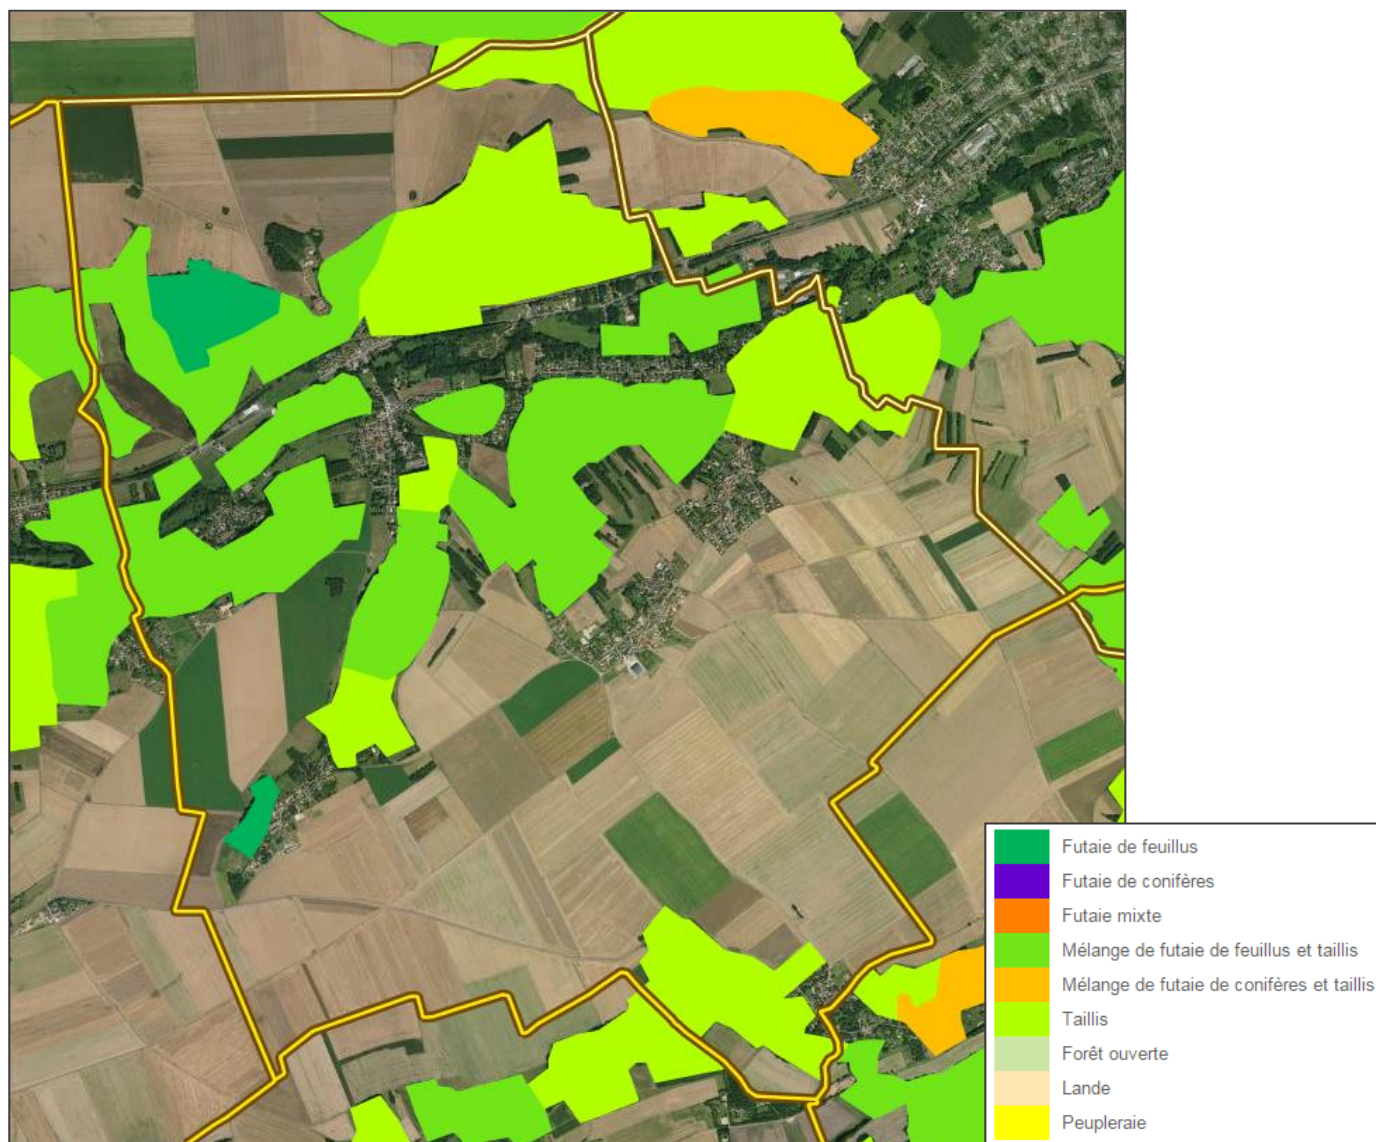 Futaie de feuillus
Futaie de conifères
Futaie mixte
Mélange de futaie de feuillus et taillis
Mélange de futaie de conifères et taillis
Taillis
Forêt ouverte
Lande
Peupleraie